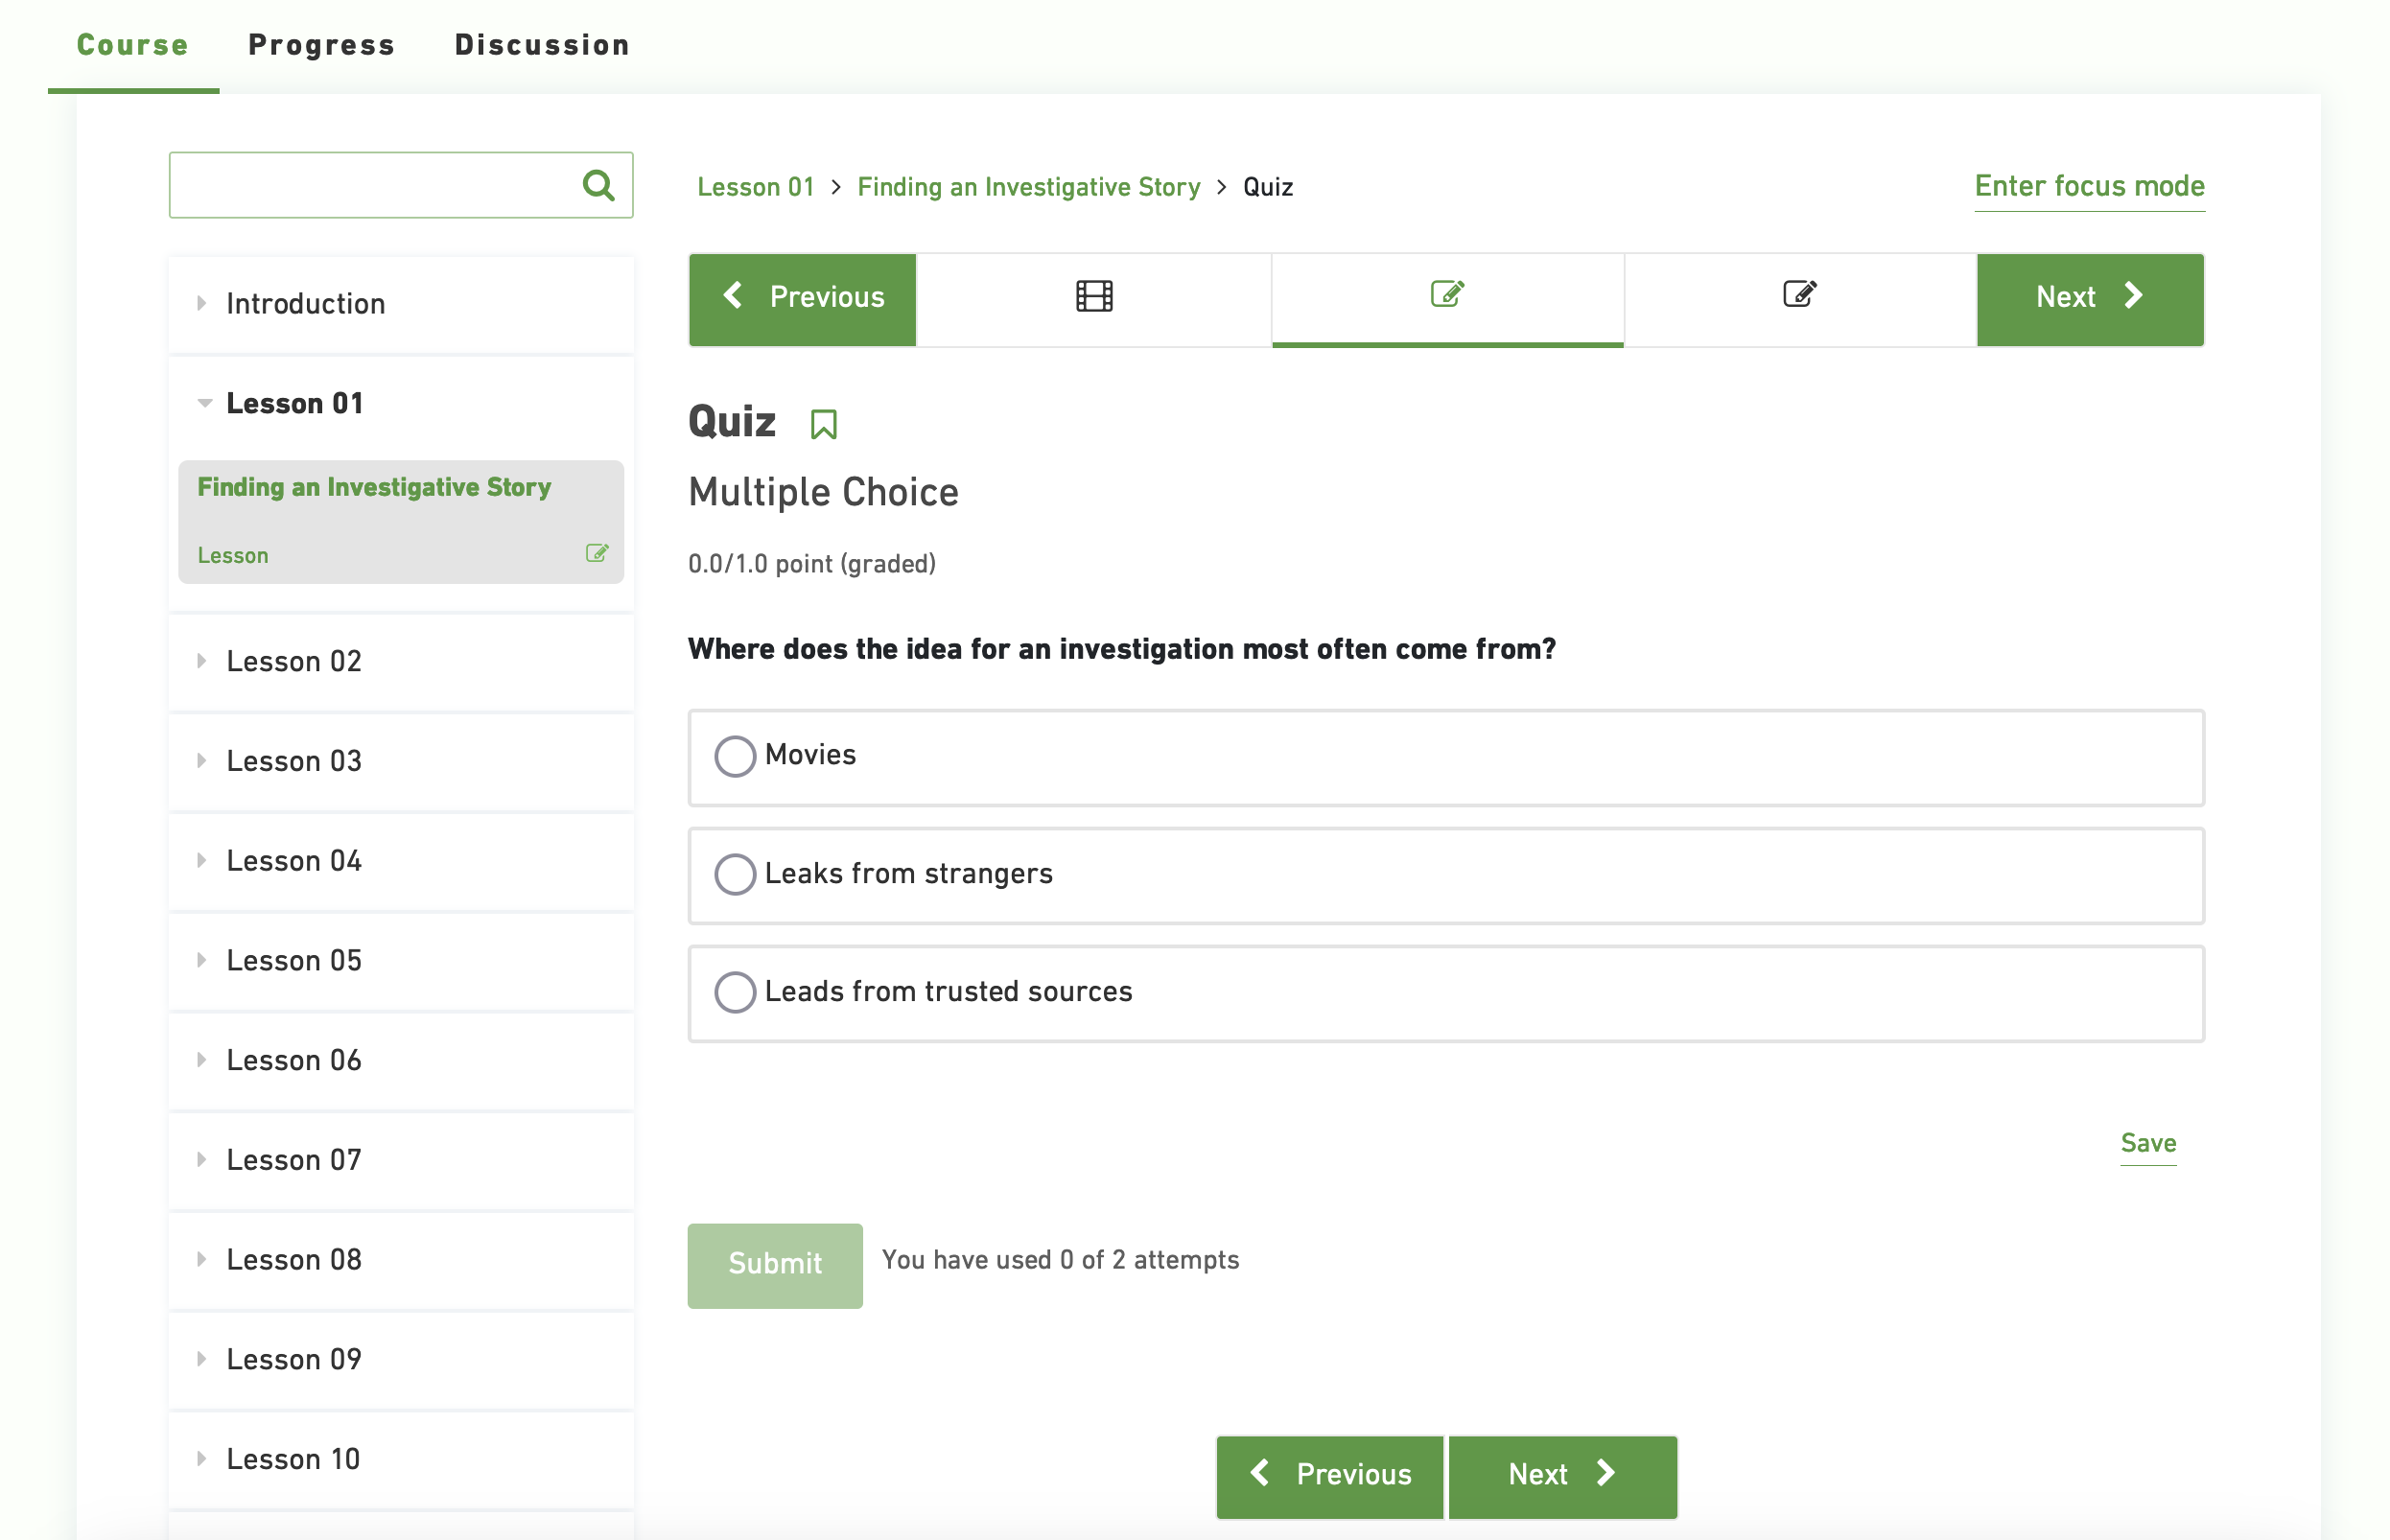 Course Progress Discussion
Lesson 01 > Finding an Investigative Story > Quiz
Enter focus mode
Introduction
Lesson 01
Finding an Investigative Story
Lesson
Lesson 02
Lesson 03
Lesson 04
Lesson 05
Lesson 06
Lesson 07
Lesson 08
Lesson 09
Lesson 10
Previous
Next
Quiz
Multiple Choice
0.0/1.0 point (graded)
Where does the idea for an investigation most often come from?
Movies
Leaks from strangers
Leads from trusted sources
Save
Submit You have used 0 of 2 attempts
Previous Next